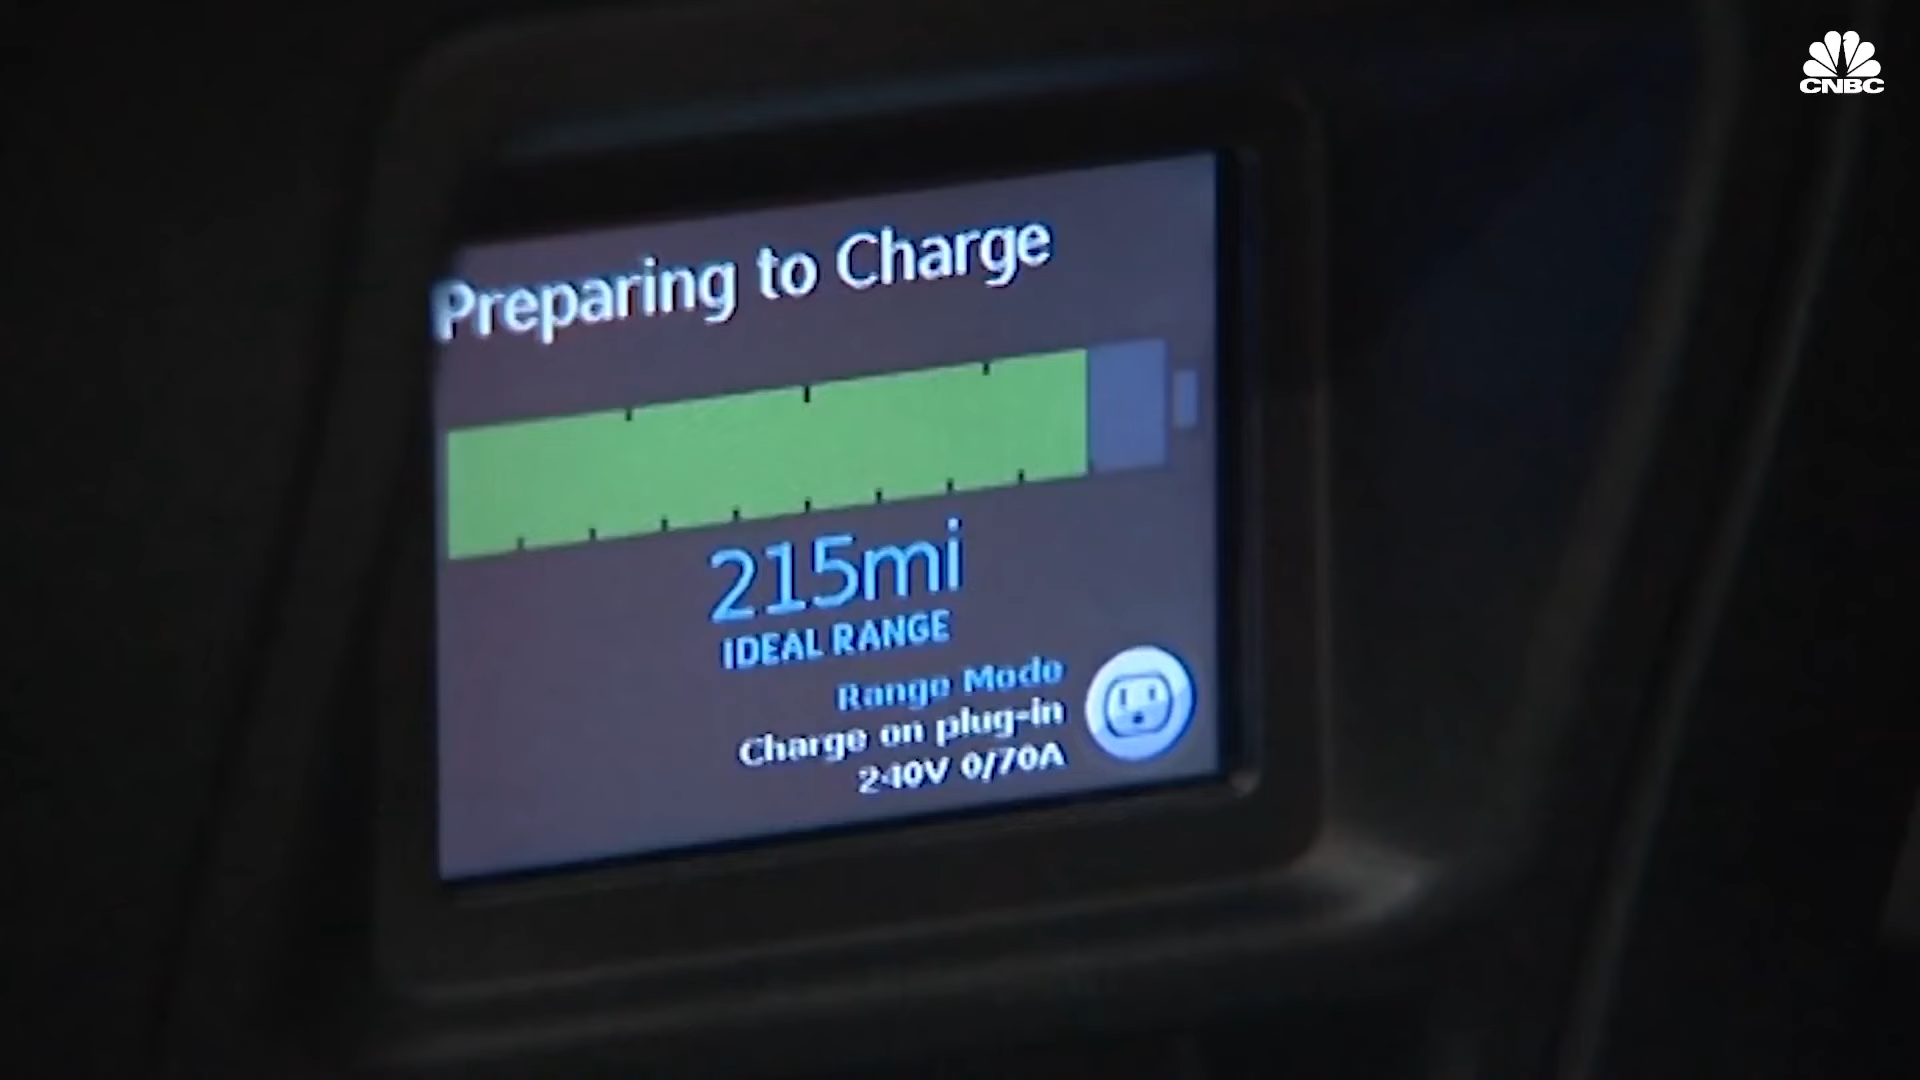 CNBC
Preparing to Charge
215mi
IDEAL RANGE
Range Mode
Charge on plug-in
240V 0/70A